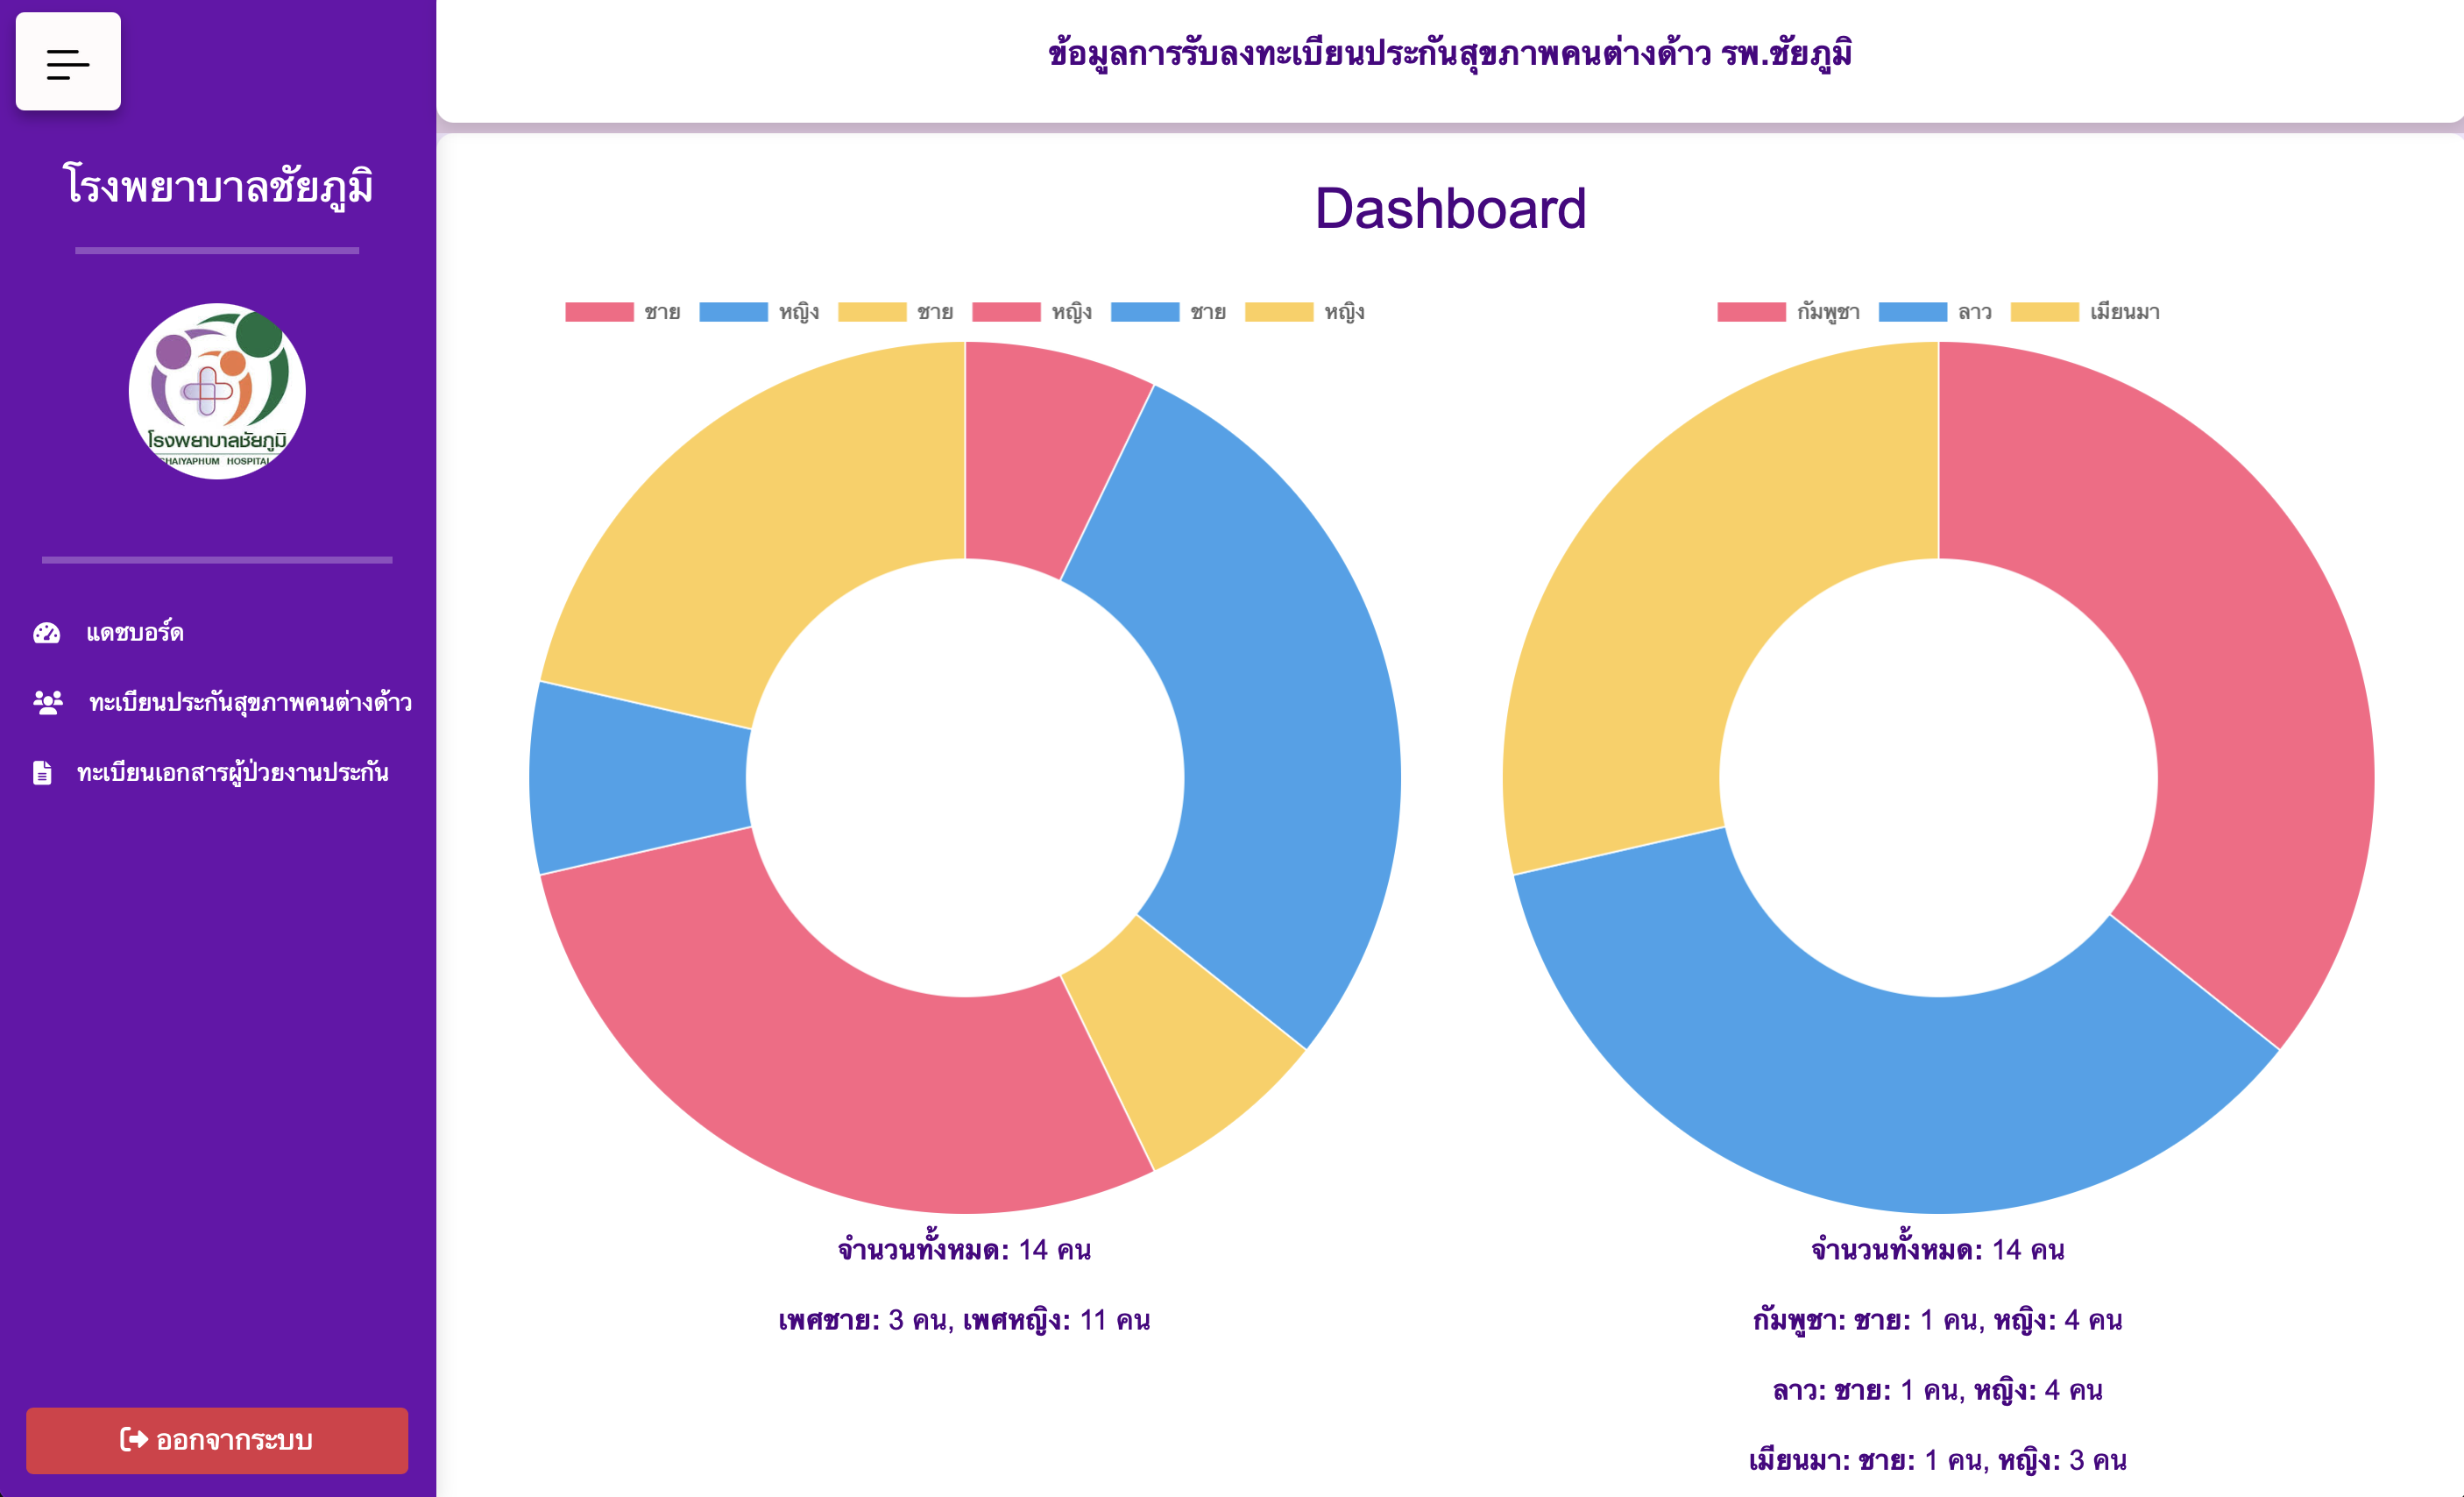 ข้อมูลการรับลงทะเบียนประกันสุขภาพคนต่างด้าว รพ.ชัยภูมิ
โรงพยาบาลชัยภูมิ
โรงพยาบาลชัยภูมิ
CHAIYAPHUM HOSPITAL
แดชบอร์ด
ทะเบียนประกันสุขภาพคนต่างด้าว
ทะเบียนเอกสารผู้ป่วยงานประกัน
ออกจากระบบ
Dashboard
ชาย หญิง ชาย หญิง ชาย หญิง
จำนวนทั้งหมด: 14 คน
เพศชาย: 3 คน, เพศหญิง: 11 คน
กัมพูชา ลาว เมียนมา
จำนวนทั้งหมด: 14 คน
กัมพูชา: ชาย: 1 คน, หญิง: 4 คน
ลาว: ชาย: 1 คน, หญิง: 4 คน
เมียนมา: ชาย: 1 คน, หญิง: 3 คน